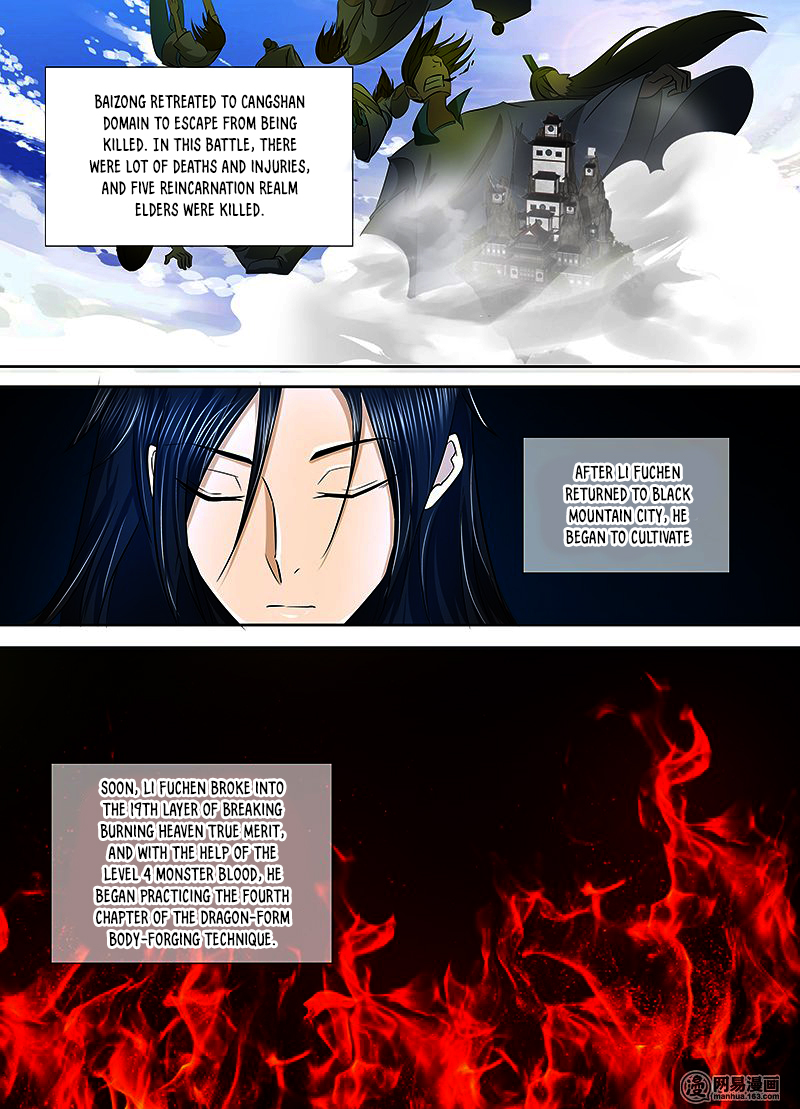 BAIZONG RETREATED TO CANGSHAN
DOMAIN TO ESCAPE FROM BEING
KILLED. IN THIS BATTLE, THERE
WERE LOT OF DEATHS AND INJURIES,
AND FIVE REINCARNATION REALM
ELDERS WERE KILLED.
AFTER LI FUCHEN
RETURNED TO BLACK
MOUNTAIN CITY, HE
BEGAN TO CULTIVATE
SOON, LI FUCHEN BROKE INTO
THE 19TH LAYER OF BREAKING
BURNING HEAVEN TRUE MERIT,
AND WITH THE HELP OF THE
LEVEL 4 MONSTER BLOOD, HE
BEGAN PRACTICING THE FOURTH
CHAPTER OF THE DRAGON-FORM
BODY-FORGING TECHNIQUE.
漫 网易漫画
manhua.163.com